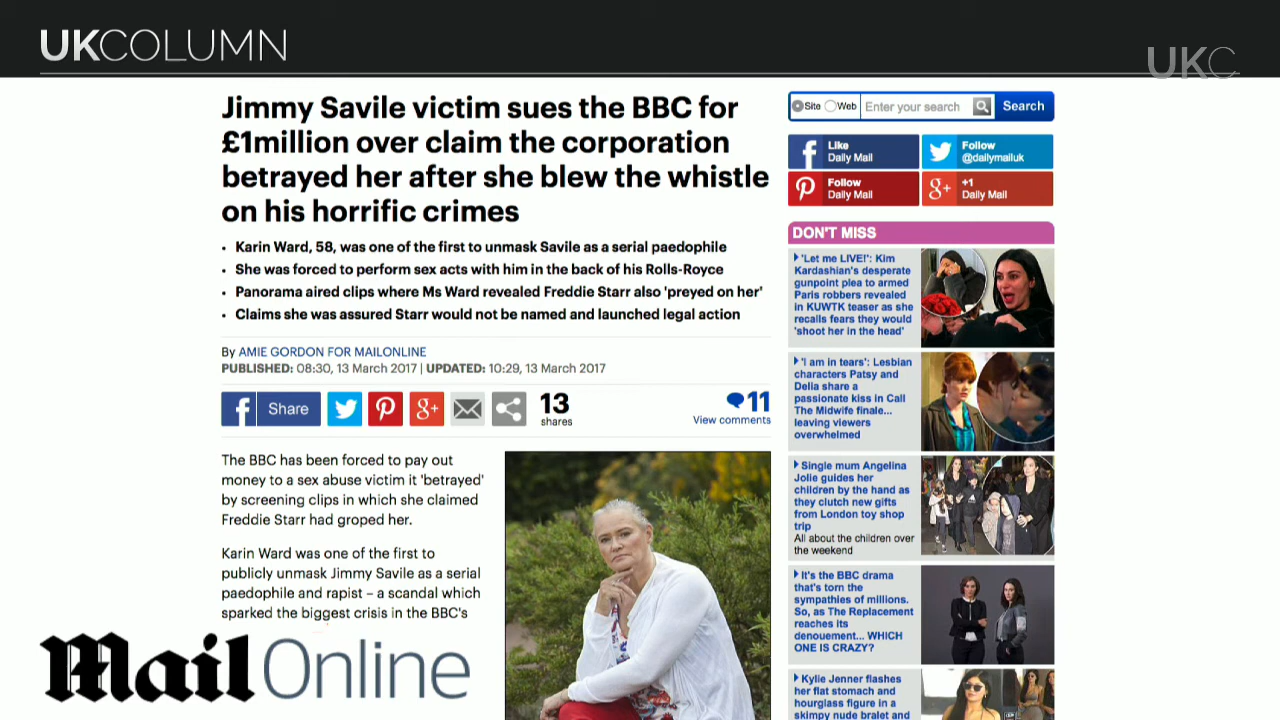 UKCOLUMN
UKC
Jimmy Savile victim sues the BBC for
£1million over claim the corporation
betrayed her after she blew the whistle
on his horrific crimes
• Karin Ward, 58, was one of the first to unmask Savile as a serial paedophile
• She was forced to perform sex acts with him in the back of his Rolls-Royce
• Panorama aired clips where Ms Ward revealed Freddie Starr also 'preyed on her'
• Claims she was assured Starr would not be named and launched legal action
By AMIE GORDON FOR MAILONLINE
PUBLISHED: 08:30, 13 March 2017 | UPDATED: 10:29, 13 March 2017
Share
13
shares
11
View comments
The BBC has been forced to pay out
money to a sex abuse victim it 'betrayed'
by screening clips in which she claimed
Freddie Starr had groped her.
Karin Ward was one of the first to
publicly unmask Jimmy Savile as a serial
paedophile and rapist – a scandal which
sparked the biggest crisis in the BBC's
Mail Online
Site Web Enter your search Search
Like
Daily Mail
Follow
@dailymailuk
Follow
Daily Mail
+1
Daily Mail
DON'T MISS
'Let me LIVE!': Kim
Kardashian's desperate
gunpoint plea to armed
Paris robbers revealed
in KUWTK teaser as she
recalls fears they would
'shoot her in the head'
'I am in tears': Lesbian
characters Patsy and
Delia share a
passionate kiss in Call
The Midwife finale...
leaving viewers
overwhelmed
Single mum Angelina
Jolie guides her
children by the hand as
they clutch new gifts
from London toy shop
trip
All about the children over
the weekend
It's the BBC drama
that's torn the
sympathies of millions.
So, as The Replacement
reaches its
denouement... WHICH
ONE IS CRAZY?
Kylie Jenner flashes
her flat stomach and
hourglass figure in a
skimpy nude bralet and